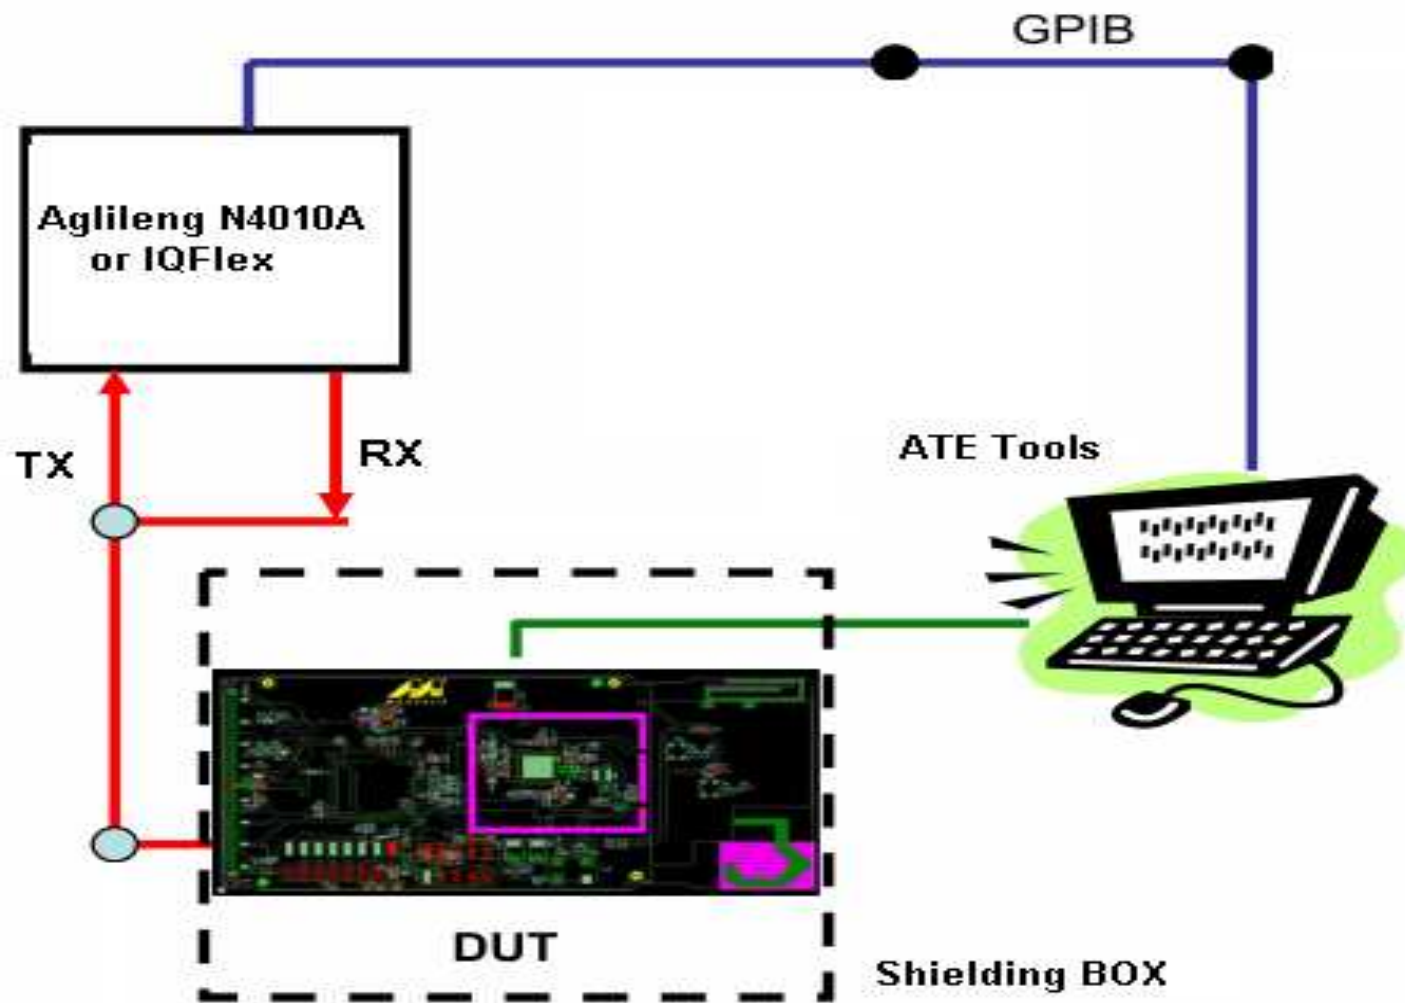 GPIB
Aglileng N4010A
or IQFlex
TX
RX
ATE Tools
DUT
Shielding BOX